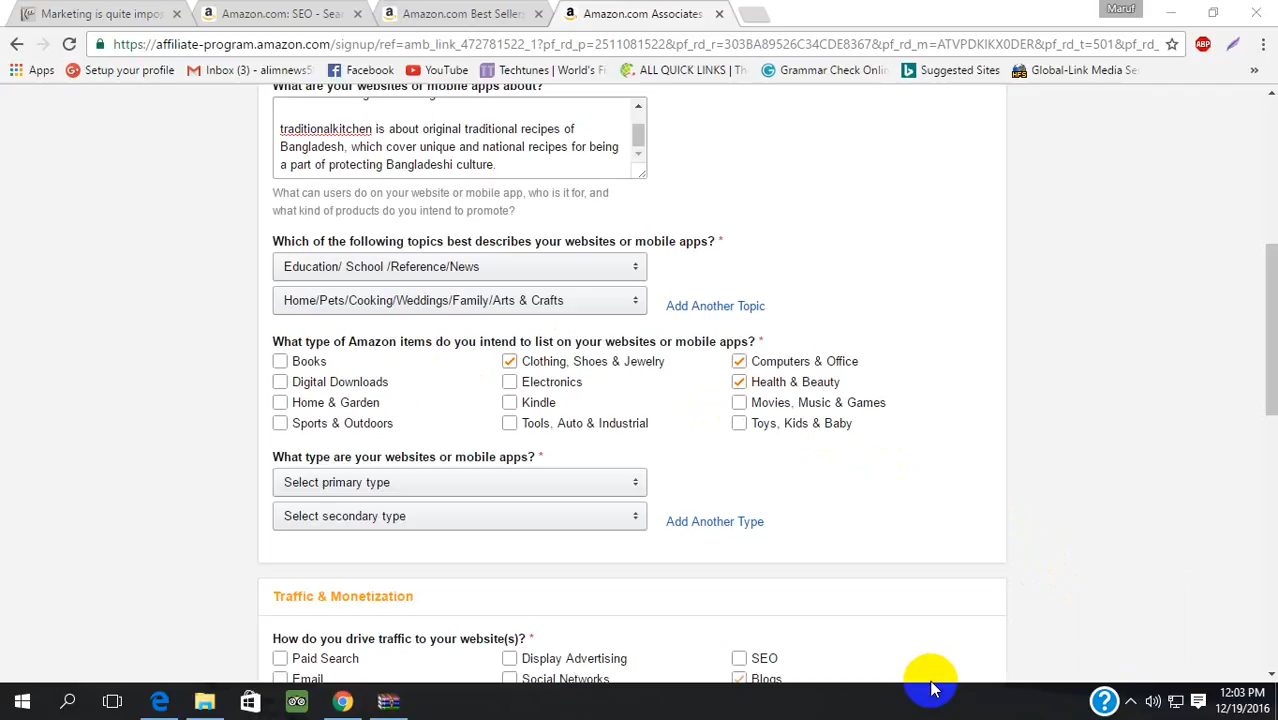 Maruf
Marketing is quite impos
Amazon.com: SEO - Sea
Amazon.com Best Seller
Amazon.com Associates
https://affiliate-program.amazon.com/signup/ref=amb_link_472781522_1?pf_rd_p=2511081522&pf_rd_r=303BA89526C34CDE8367&pf_rd_m=ATVPDKIKX0DER&pf_rd_t=501&pf_rd_
Apps
Setup your profile
Inbox (3) - alimnews
Facebook
YouTube
Techtunes | World's F
ALL QUICK LINKS | Th
Grammar Check Onlin
Suggested Sites
Global-Link Media Se
»
What are your websites or mobile apps about?
traditionalkitchen is about original traditional recipes of
Bangladesh, which cover unique and national recipes for being
a part of protecting Bangladeshi culture.
What can users do on your website or mobile app, who is it for, and
what kind of products do you intend to promote?
Which of the following topics best describes your websites or mobile apps? *
Education/ School /Reference/News
Home/Pets/Cooking/Weddings/Family/Arts & Crafts
Add Another Topic
What type of Amazon items do you intend to list on your websites or mobile apps? *
Books
Clothing, Shoes & Jewelry
Computers & Office
Digital Downloads
Electronics
Health & Beauty
Home & Garden
Kindle
Movies, Music & Games
Sports & Outdoors
Tools, Auto & Industrial
Toys, Kids & Baby
What type are your websites or mobile apps? *
Select primary type
Select secondary type
Add Another Type
Traffic & Monetization
How do you drive traffic to your website(s)? *
Paid Search
Display Advertising
SEO
Email
Social Networks
Blogs
12:03 PM
12/19/2016